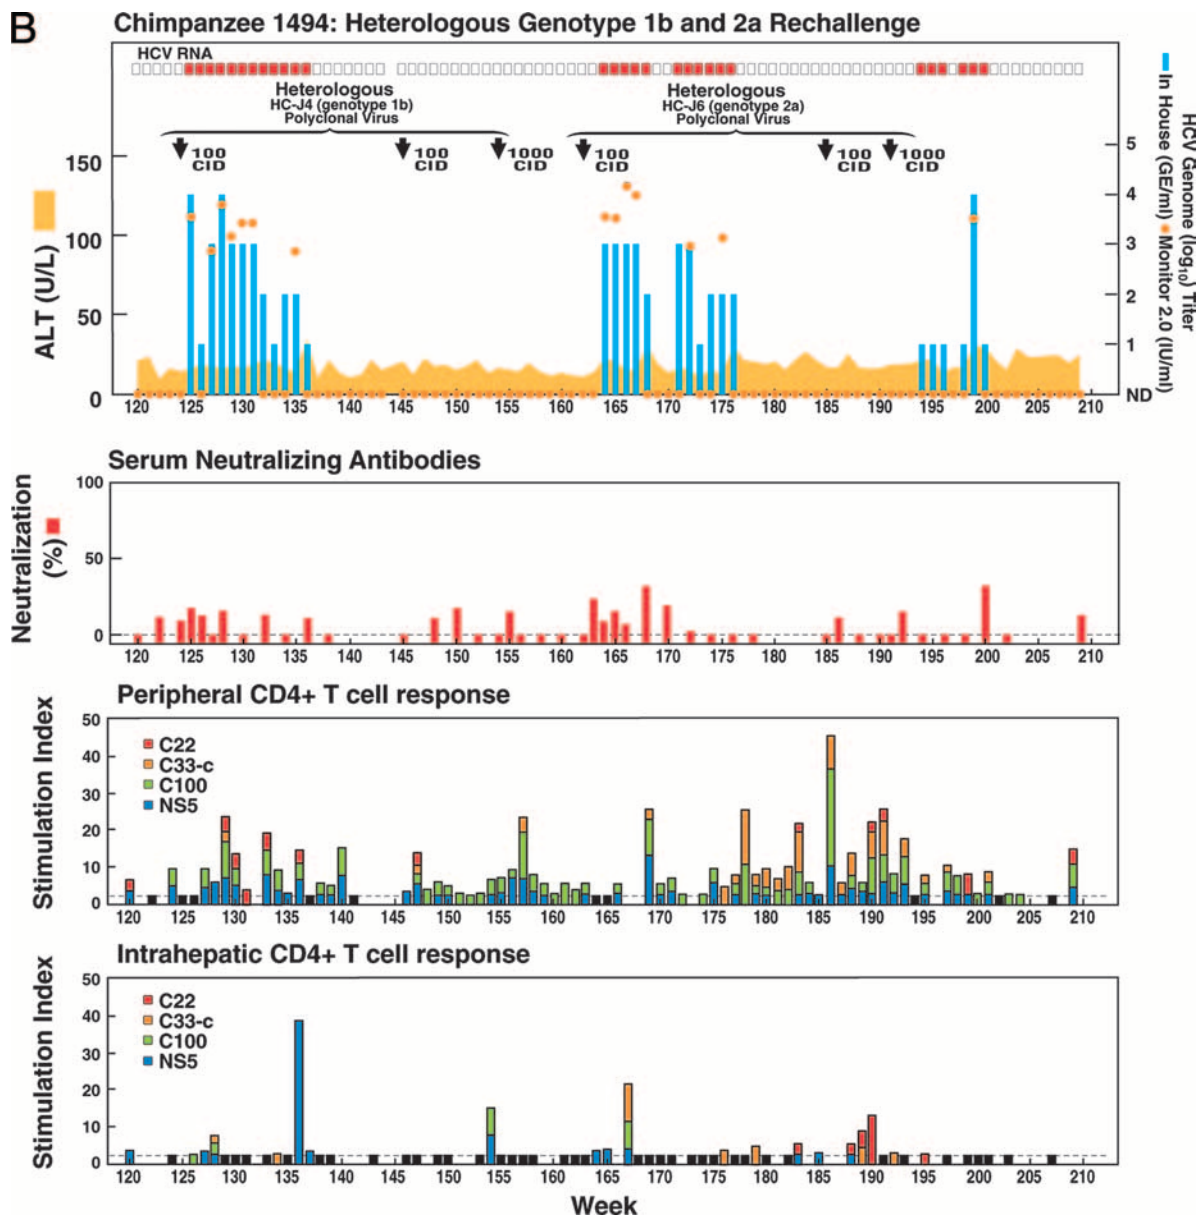 B
Chimpanzee 1494: Heterologous Genotype 1b and 2a Rechallenge
HCV RNA
Heterologous
HC-J4 (genotype 1b)
Polyclonal Virus
Heterologous
HC-J6 (genotype 2a)
Polyclonal Virus
100
CID
100
CID
1000
CID
100
CID
100
CID
1000
CID
ALT (U/L)
150
100
50
0
5
4
3
2
1
ND
HCV Genome (log10) Titer
In House (GE/ml) Monitor 2.0 (IU/ml)
120 125 130 135 140 145 150 155 160 165 170 175 180 185 190 195 200 205 210
Serum Neutralizing Antibodies
Neutralization
(%)
100
50
0
120 125 130 135 140 145 150 155 160 165 170 175 180 185 190 195 200 205 210
Peripheral CD4+ T cell response
Stimulation Index
50
40
30
20
10
0
C22
C33-c
C100
NS5
120 125 130 135 140 145 150 155 160 165 170 175 180 185 190 195 200 205 210
Intrahepatic CD4+ T cell response
Stimulation Index
50
40
30
20
10
0
C22
C33-c
C100
NS5
120 125 130 135 140 145 150 155 160 165 170 175 180 185 190 195 200 205 210
Week